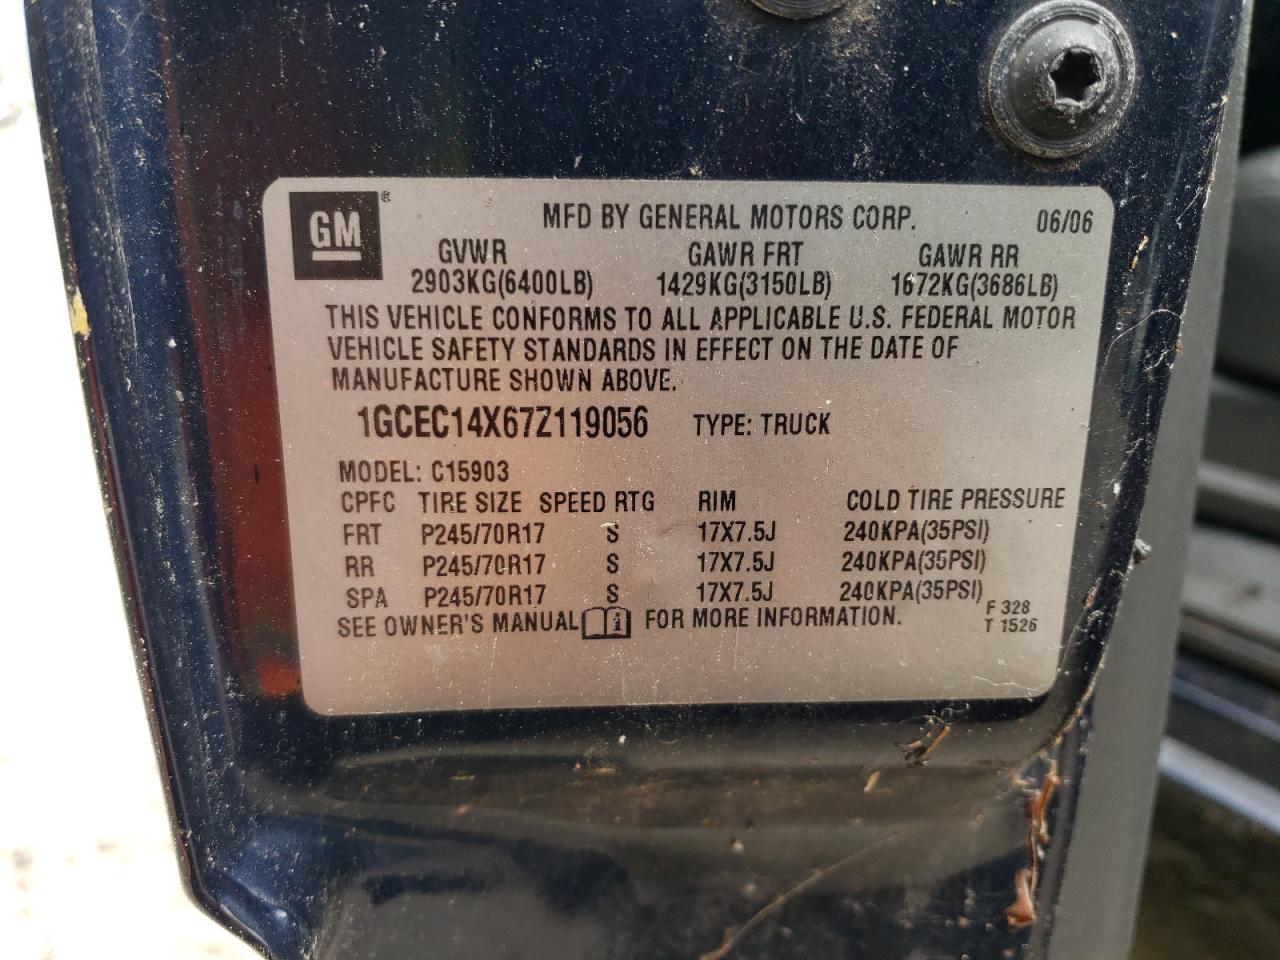 GM ® MFD BY GENERAL MOTORS CORP. 06/06
GVWR GAWR FRT GAWR RR
2903KG(6400LB) 1429KG(3150LB) 1672KG(3686LB)
THIS VEHICLE CONFORMS TO ALL APPLICABLE U.S. FEDERAL MOTOR
VEHICLE SAFETY STANDARDS IN EFFECT ON THE DATE OF
MANUFACTURE SHOWN ABOVE.
1GCEC14X67Z119056 TYPE: TRUCK
MODEL: C15903
CPFC TIRE SIZE SPEED RTG RIM COLD TIRE PRESSURE
FRT P245/70R17 S 17X7.5J 240KPA(35PSI)
RR P245/70R17 S 17X7.5J 240KPA(35PSI)
SPA P245/70R17 S 17X7.5J 240KPA(35PSI)
SEE OWNER'S MANUAL i FOR MORE INFORMATION.
F 328
T 1526